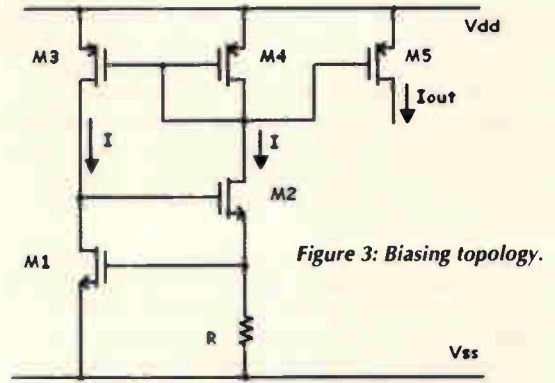 Vdd
M3
M4
M5
Iout
I
I
M2
M1
Figure 3: Biasing topology.
R
Vss